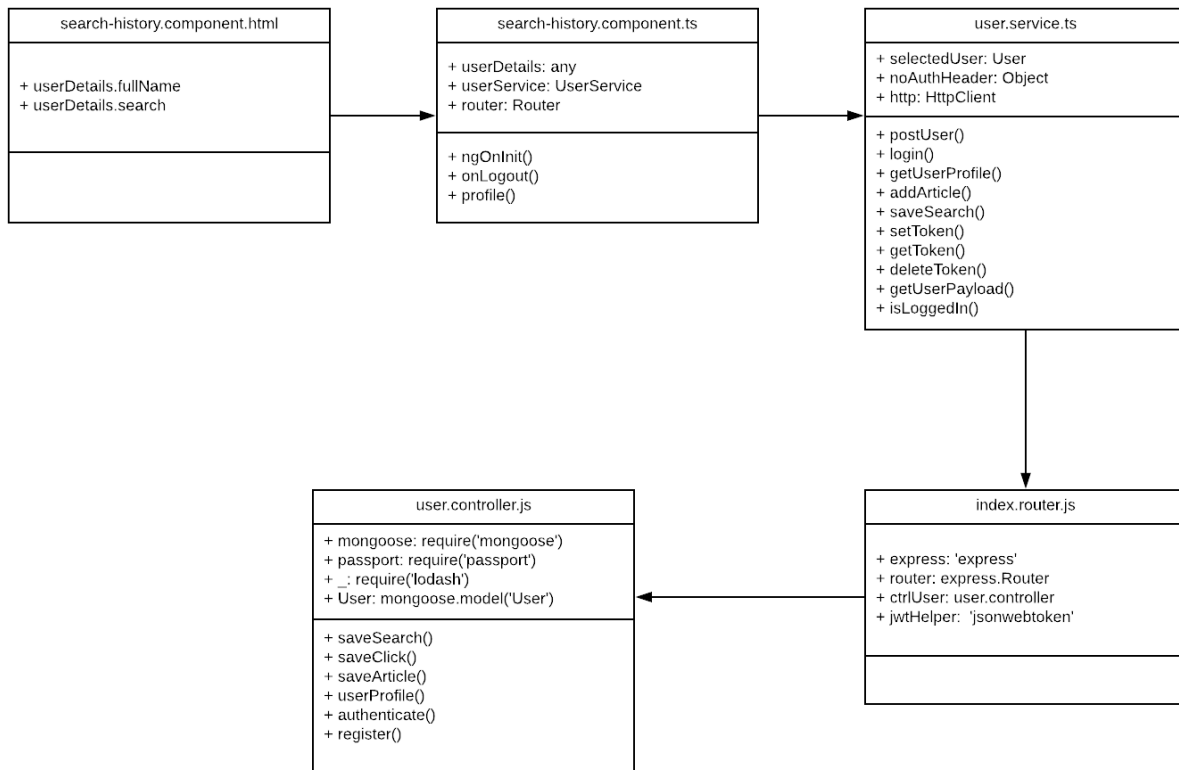 search-history.component.html
+ userDetails.fullName
+ userDetails.search
search-history.component.ts
+ userDetails: any
+ userService: UserService
+ router: Router
+ ngOnInit()
+ onLogout()
+ profile()
user.service.ts
+ selectedUser: User
+ noAuthHeader: Object
+ http: HttpClient
+ postUser()
+ login()
+ getUserProfile()
+ addArticle()
+ saveSearch()
+ setToken()
+ getToken()
+ deleteToken()
+ getUserPayload()
+ isLoggedIn()
user.controller.js
+ mongoose: require('mongoose')
+ passport: require('passport')
+ _: require('lodash')
+ User: mongoose.model('User')
+ saveSearch()
+ saveClick()
+ saveArticle()
+ userProfile()
+ authenticate()
+ register()
index.router.js
+ express: 'express'
+ router: express.Router
+ ctrlUser: user.controller
+ jwtHelper:  'jsonwebtoken'